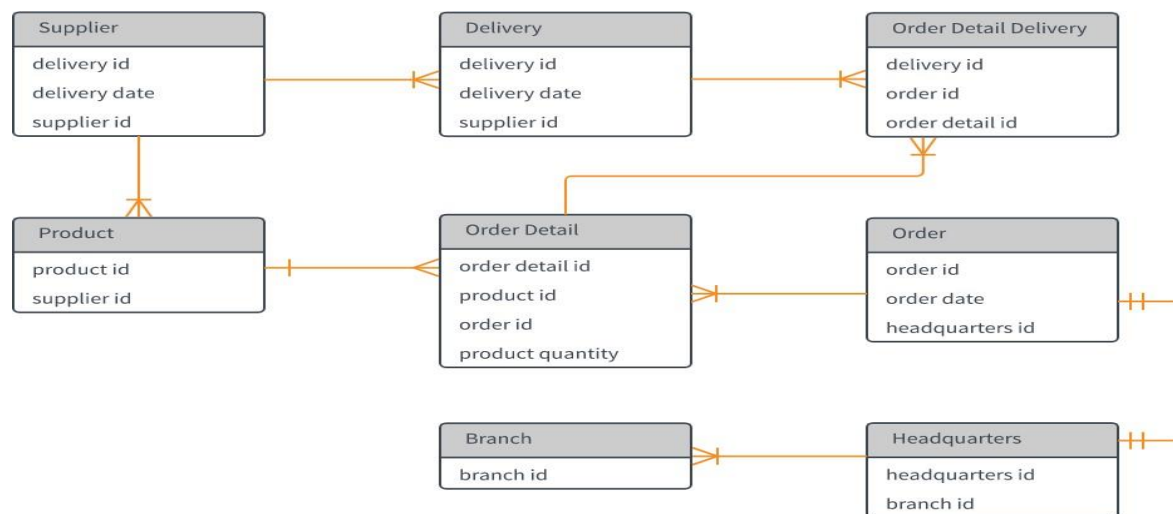 Supplier
delivery id
delivery date
supplier id
Delivery
delivery id
delivery date
supplier id
Order Detail Delivery
delivery id
order id
order detail id
Product
product id
supplier id
Order Detail
order detail id
product id
order id
product quantity
Order
order id
order date
headquarters id
Branch
branch id
Headquarters
headquarters id
branch id